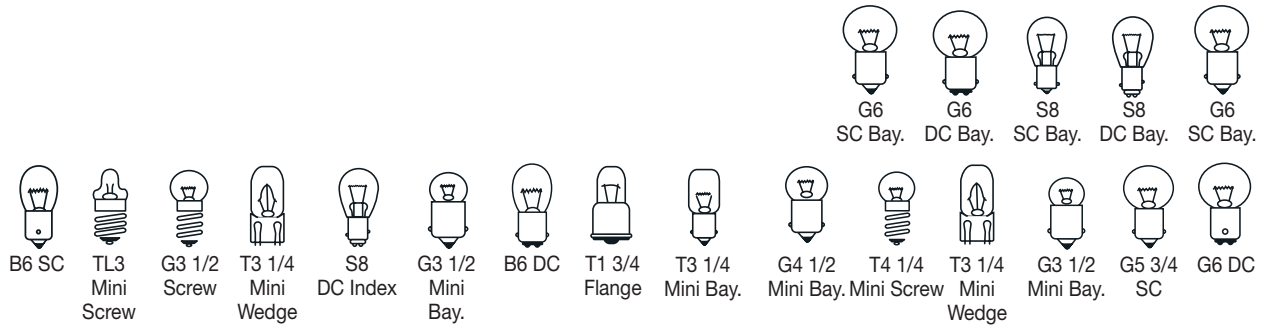 G6 G6 S8 S8 G6
SC Bay. DC Bay. SC Bay. DC Bay. SC Bay.
B6 SC TL3 G3 1/2 T3 1/4 S8 G3 1/2 B6 DC T1 3/4 T3 1/4 G4 1/2 T4 1/4 T3 1/4 G3 1/2 G5 3/4 G6 DC
Mini Screw Mini DC Index Mini Flange Mini Bay. Mini Bay. Mini Screw Mini Mini Bay. SC
Screw Wedge Bay. Wedge